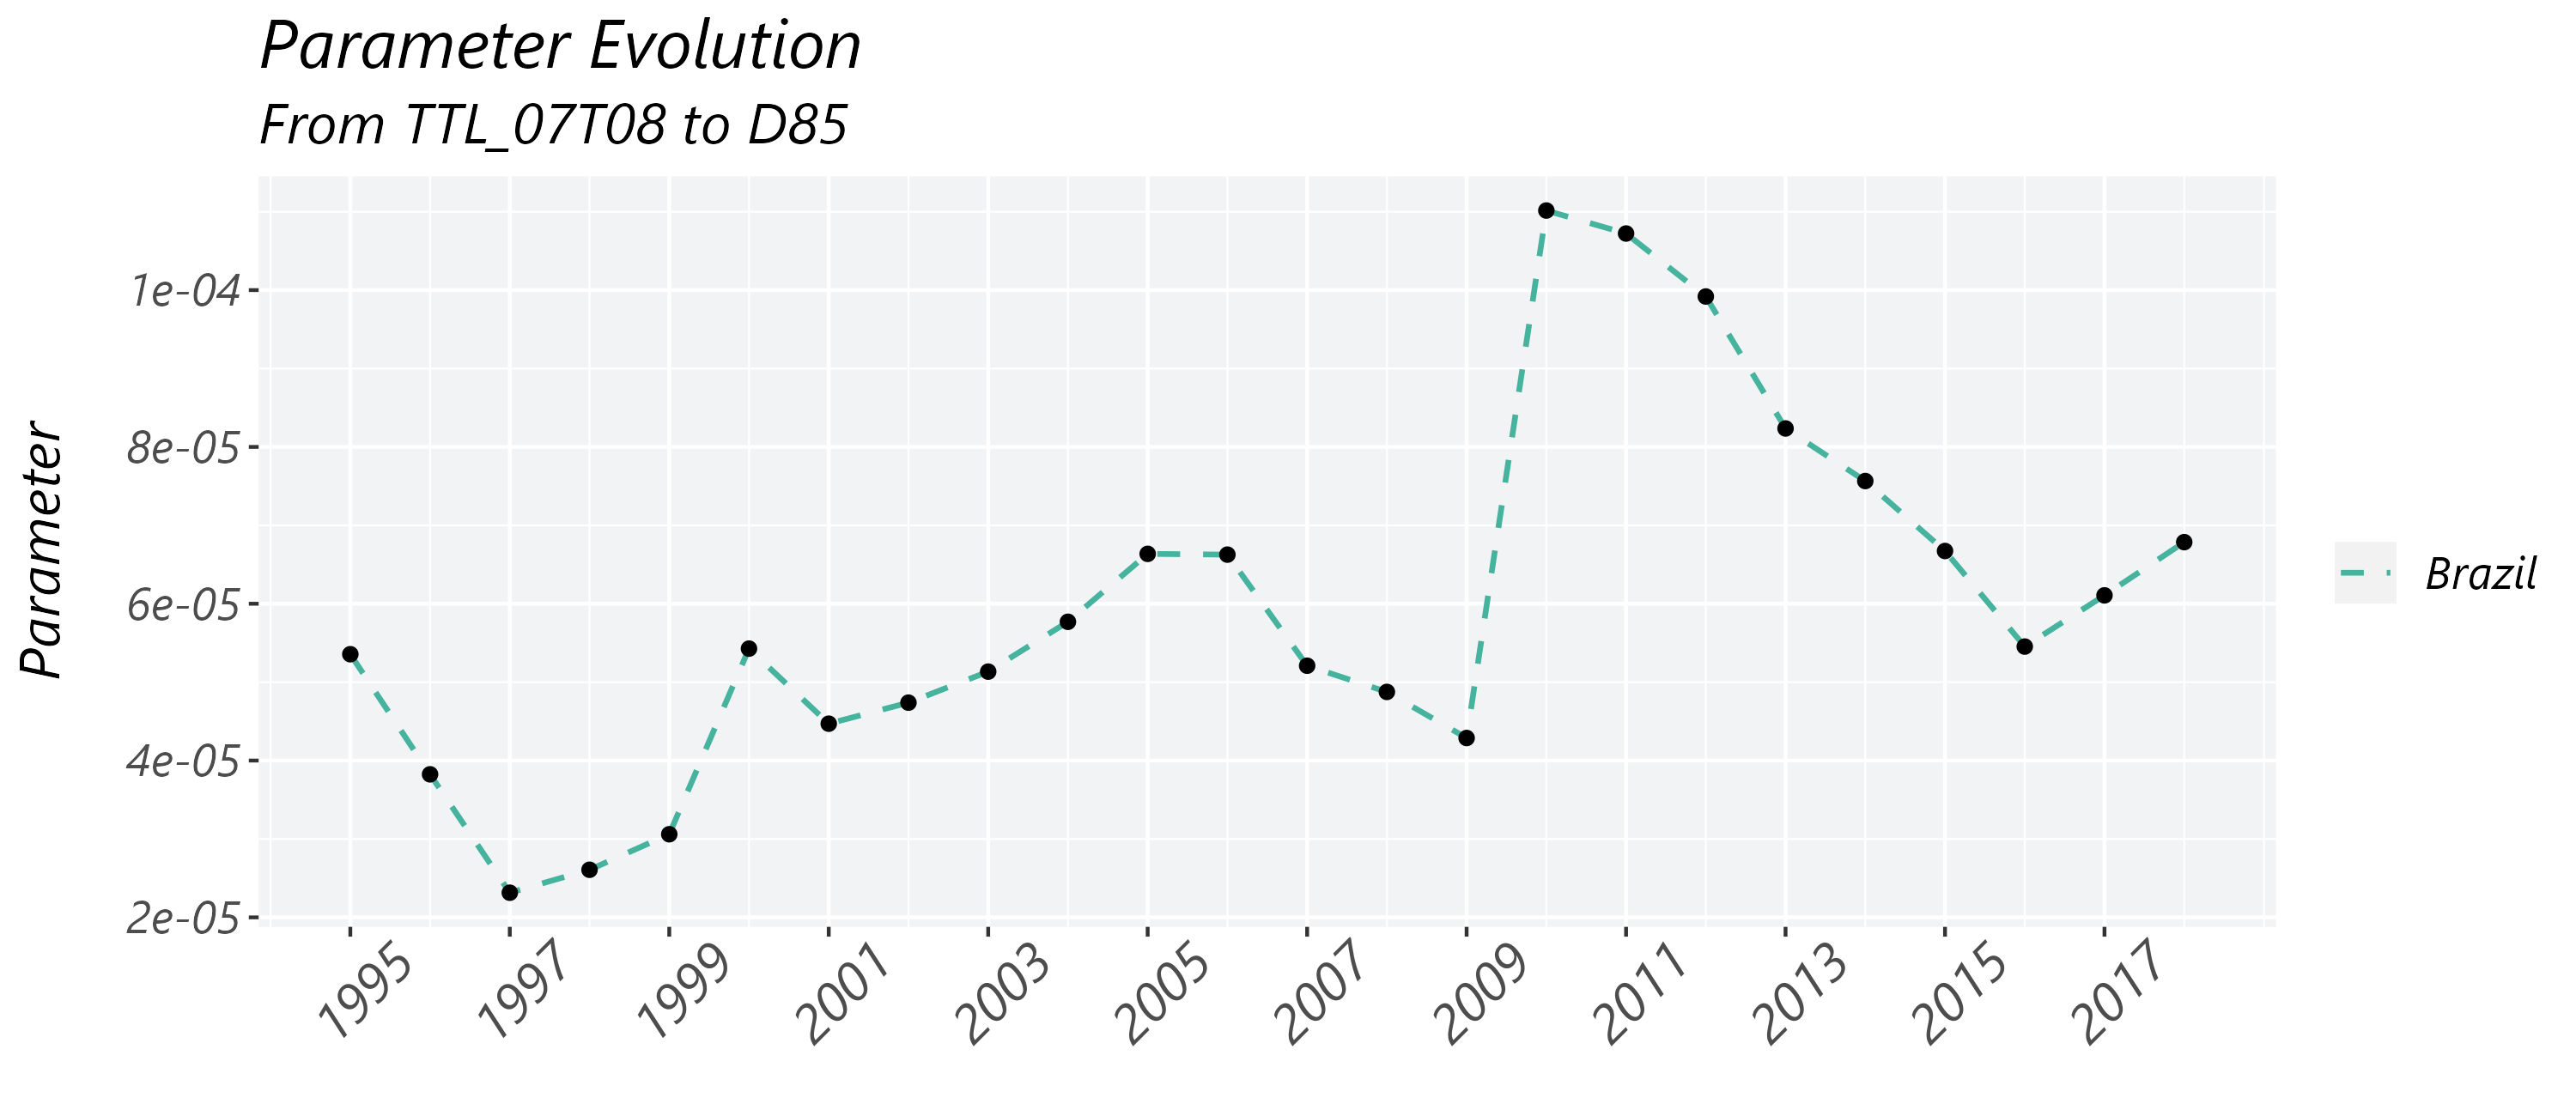 Parameter Evolution
From TTL_07T08 to D85
Parameter
1e-04
8e-05
6e-05
4e-05
2e-05
1995
1997
1999
2001
2003
2005
2007
2009
2011
2013
2015
2017
Brazil